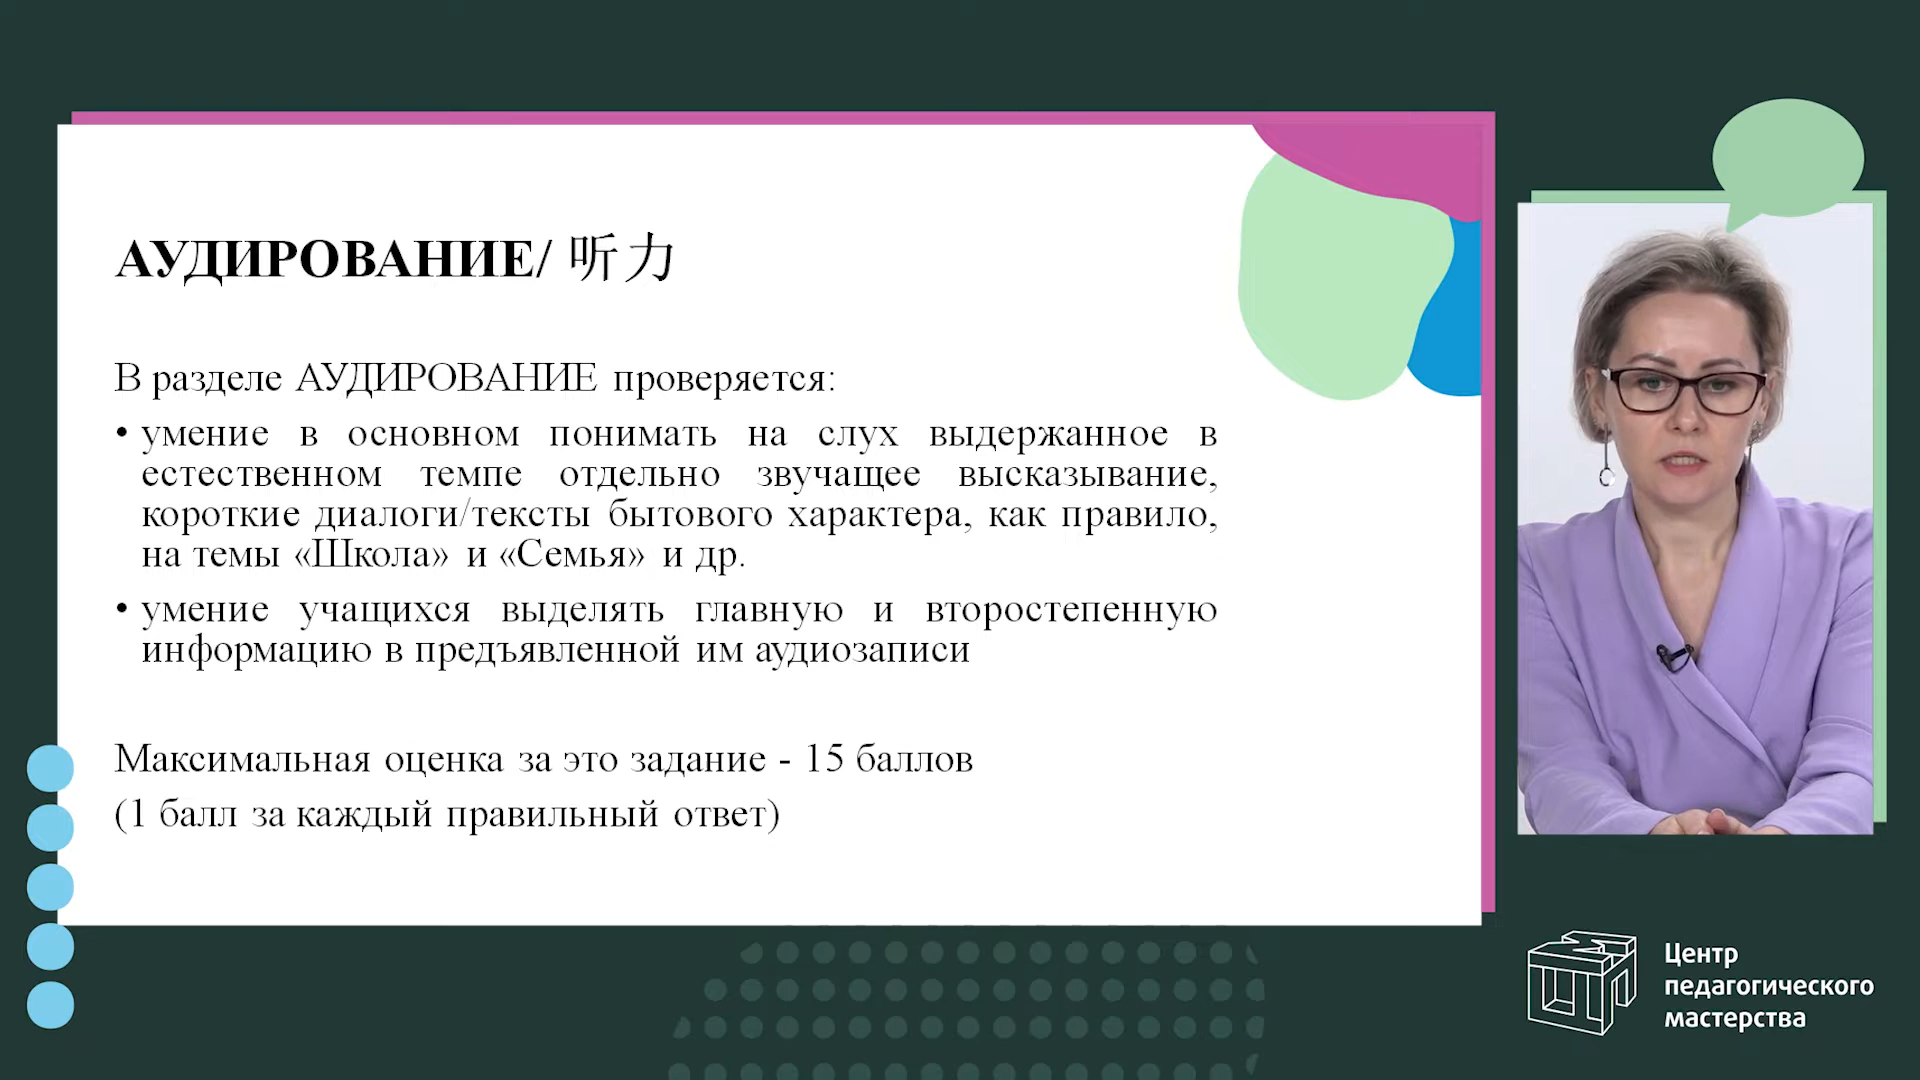 АУДИРОВАНИЕ/ 听力
В разделе АУДИРОВАНИЕ проверяется:
• умение в основном понимать на слух выдержанное в
естественном темпе отдельно звучащее высказывание,
короткие диалоги/тексты бытового характера, как правило,
на темы «Школа» и «Семья» и др.
• умение учащихся выделять главную и второстепенную
информацию в предъявленной им аудиозаписи
Максимальная оценка за это задание - 15 баллов
(1 балл за каждый правильный ответ)
Центр
педагогического
мастерства